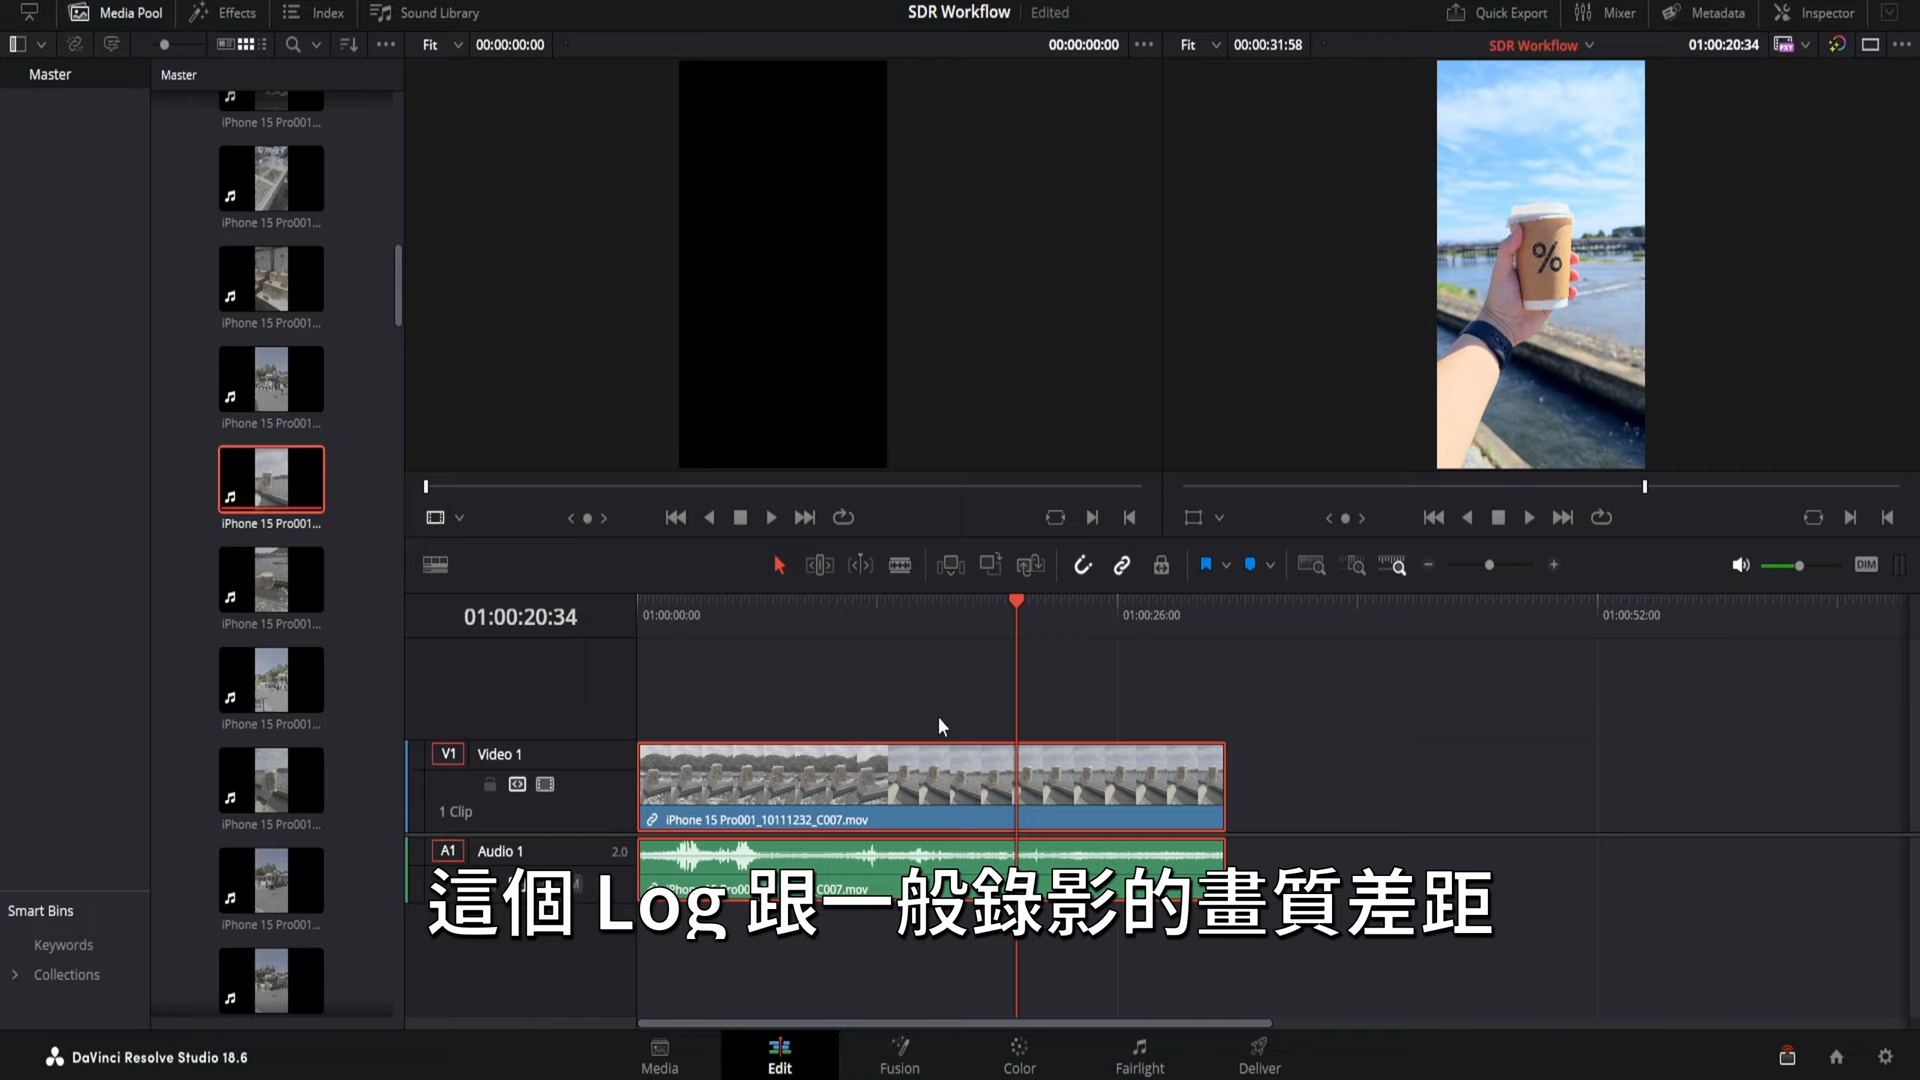 Media Pool
Effects
Index
Sound Library
SDR Workflow
Edited
Quick Export
Mixer
Metadata
Inspector
Fit
00:00:00:00
00:00:00:00
Fit
00:00:31:58
SDR Workflow
01:00:20:34
PXY
Master
Master
iPhone 15 Pro001...
iPhone 15 Pro001...
iPhone 15 Pro001...
iPhone 15 Pro001...
iPhone 15 Pro001...
iPhone 15 Pro001...
iPhone 15 Pro001...
iPhone 15 Pro001...
iPhone 15 Pro001...
%
DIM
01:00:20:34
01:00:00:00
01:00:26:00
01:00:52:00
V1
Video 1
1 Clip
iPhone 15 Pro001_10111232_C007.mov
A1
Audio 1
2.0
M
C007.mov
這個 Log 跟一般錄影的畫質差距
Smart Bins
Keywords
Collections
DaVinci Resolve Studio 18.6
Media
Edit
Fusion
Color
Fairlight
Deliver